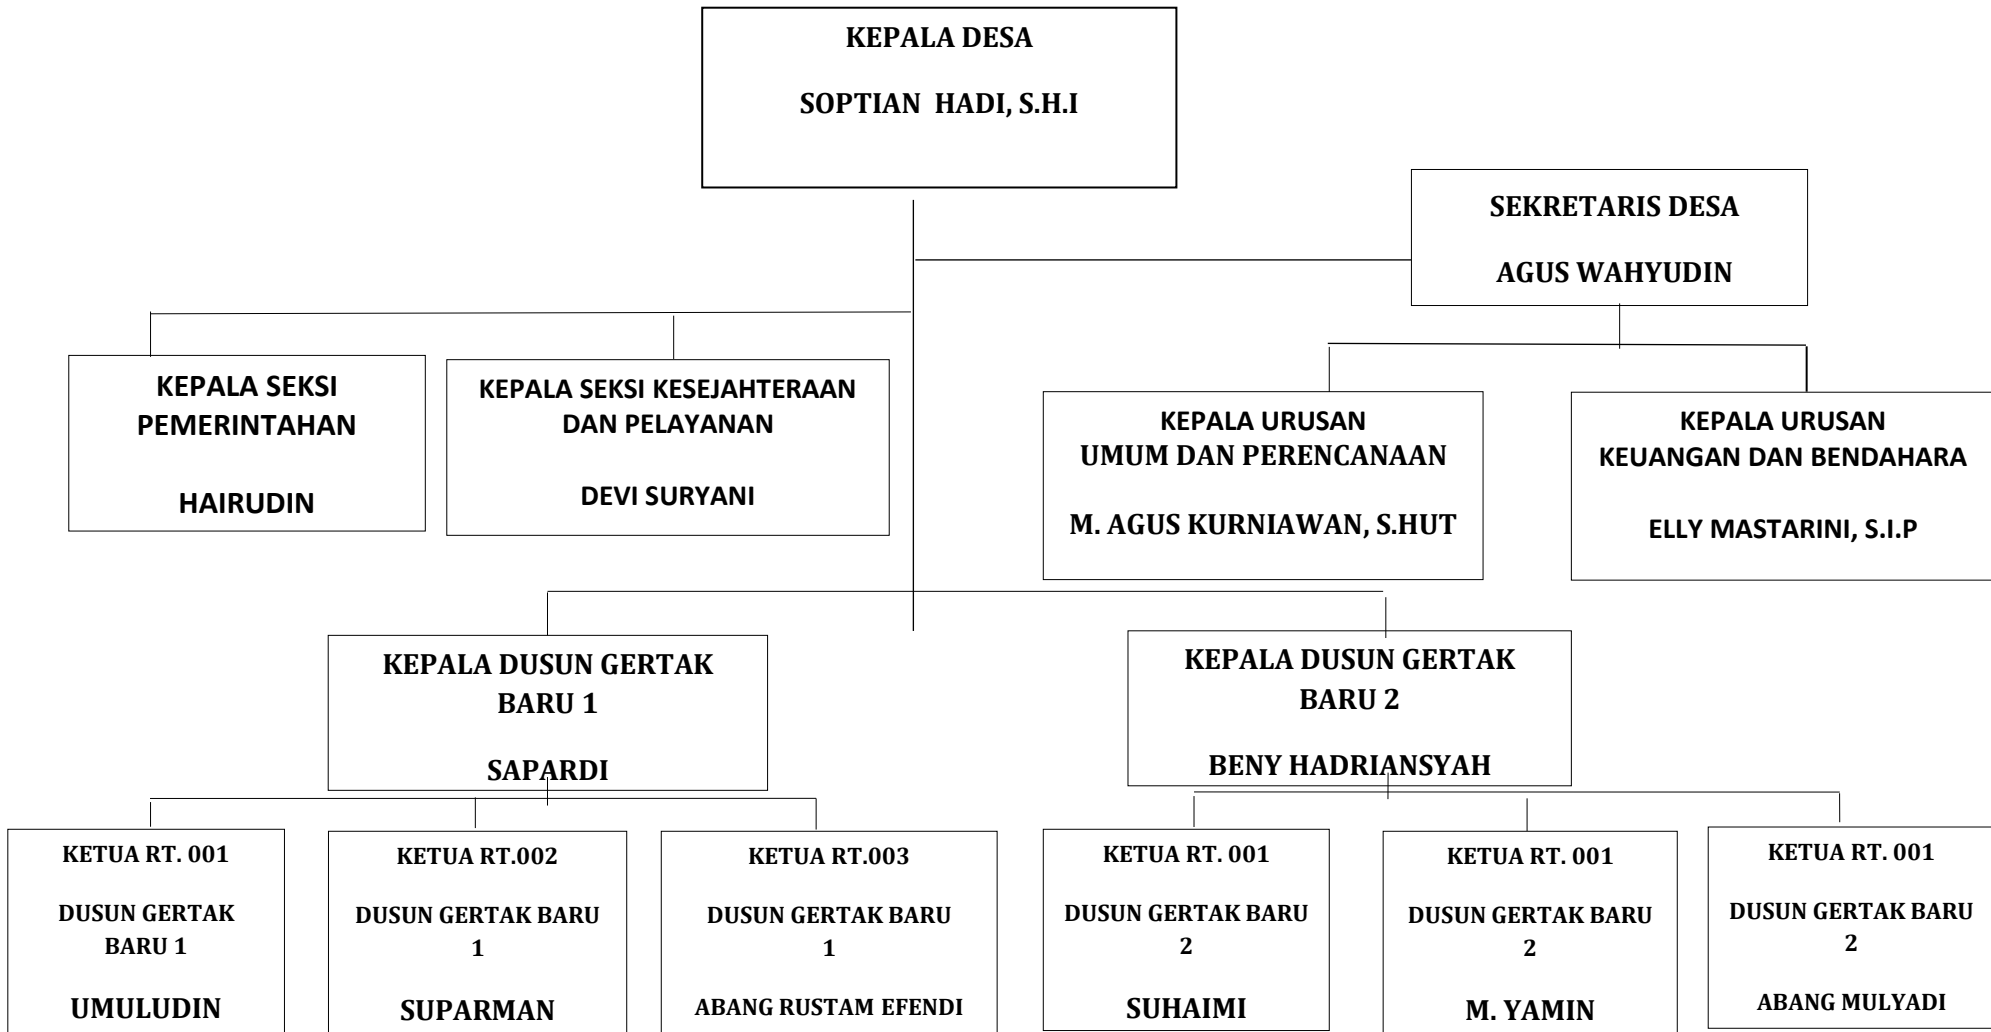 KEPALA DESA
SOPTIAN  HADI, S.H.I
SEKRETARIS DESA
AGUS WAHYUDIN
KEPALA SEKSI
PEMERINTAHAN
HAIRUDIN
KEPALA SEKSI KESEJAHTERAAN
DAN PELAYANAN
DEVI SURYANI
KEPALA URUSAN
UMUM DAN PERENCANAAN
M. AGUS KURNIAWAN, S.HUT
KEPALA URUSAN
KEUANGAN DAN BENDAHARA
ELLY MASTARINI, S.I.P
KEPALA DUSUN GERTAK
BARU 1
SAPARDI
KEPALA DUSUN GERTAK
BARU 2
BENY HADRIANSYAH
KETUA RT. 001
DUSUN GERTAK
BARU 1
UMULUDIN
KETUA RT.002
DUSUN GERTAK BARU
1
SUPARMAN
KETUA RT.003
DUSUN GERTAK BARU
1
ABANG RUSTAM EFENDI
KETUA RT. 001
DUSUN GERTAK BARU
2
SUHAIMI
KETUA RT. 001
DUSUN GERTAK BARU
2
M. YAMIN
KETUA RT. 001
DUSUN GERTAK BARU
2
ABANG MULYADI